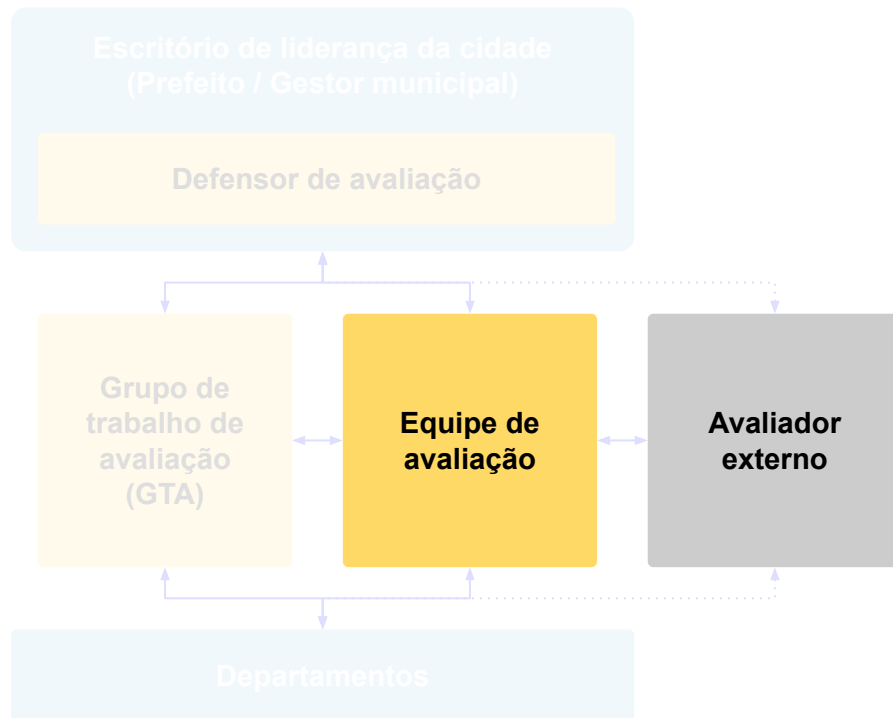 Escritório de liderança da cidade
(Prefeito / Gestor municipal)
Defensor de avaliação
Grupo de
trabalho de
avaliação
(GTA)
Equipe de
avaliação
Avaliador
externo
Departamentos